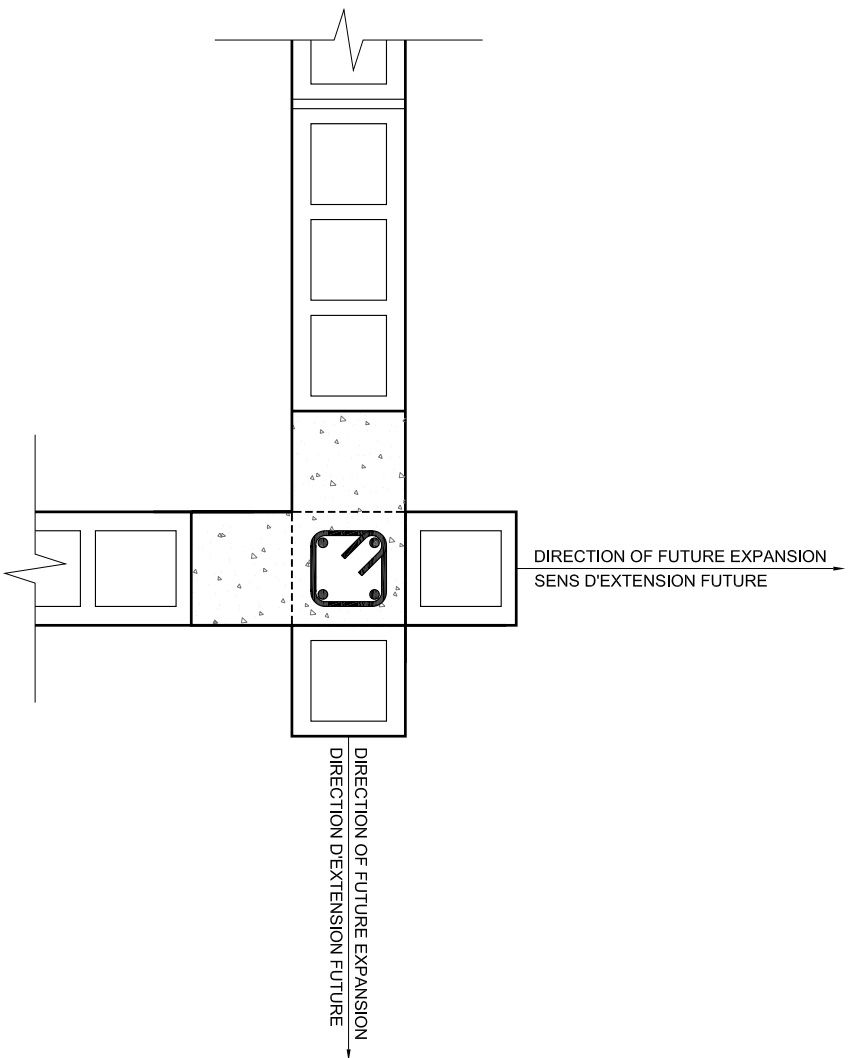 DIRECTION OF FUTURE EXPANSION
SENS D'EXTENSION FUTURE
DIRECTION OF FUTURE EXPANSION
DIRECTION D'EXTENSION FUTURE